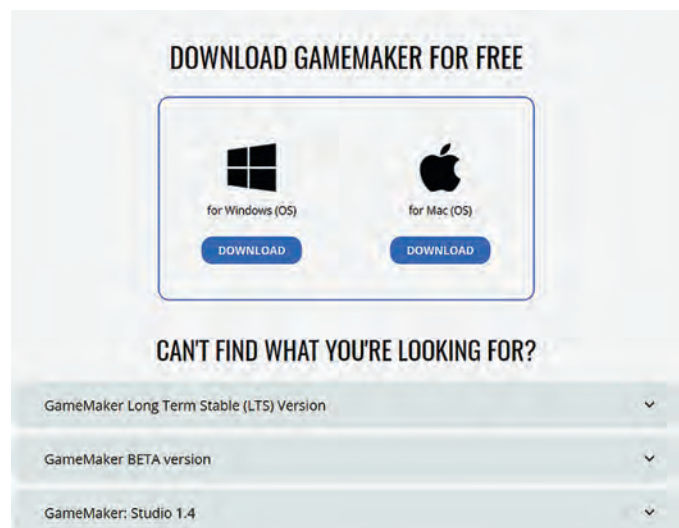 DOWNLOAD GAMEMAKER FOR FREE
for Windows (OS) for Mac (OS)
DOWNLOAD DOWNLOAD
CAN'T FIND WHAT YOU'RE LOOKING FOR?
GameMaker Long Term Stable (LTS) Version
GameMaker BETA version
GameMaker: Studio 1.4